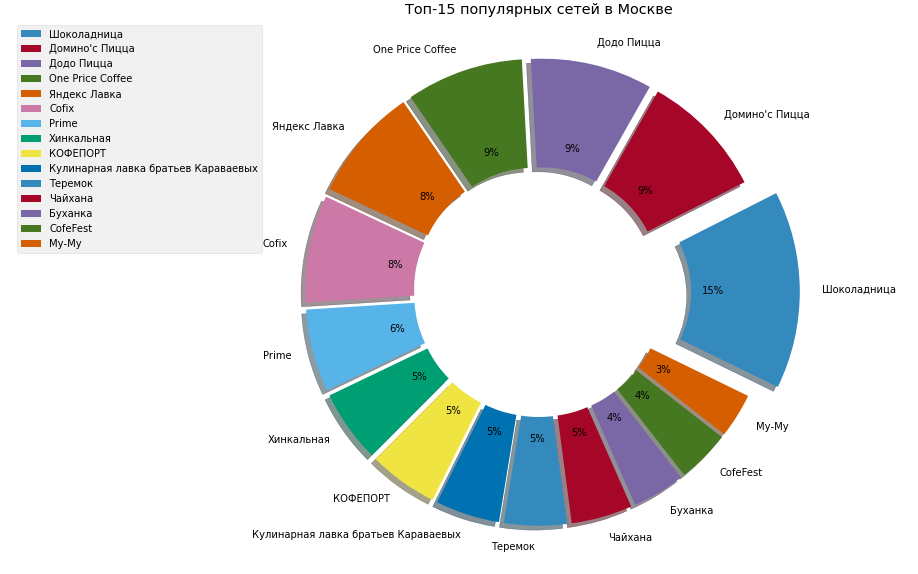 Топ-15 популярных сетей в Москве
Шоколадница
Домино'с Пицца
Додо Пицца
One Price Coffee
Яндекс Лавка
Cofix
Prime
Хинкальная
КОФЕПОРТ
Кулинарная лавка братьев Караваевых
Теремок
Чайхана
Буханка
CofeFest
Му-Му
Шоколадница
15%
Домино'с Пицца
9%
Додо Пицца
9%
One Price Coffee
9%
Яндекс Лавка
8%
Cofix
8%
Prime
6%
Хинкальная
5%
КОФЕПОРТ
5%
Кулинарная лавка братьев Караваевых
5%
Теремок
5%
Чайхана
5%
Буханка
4%
CofeFest
4%
Му-Му
3%